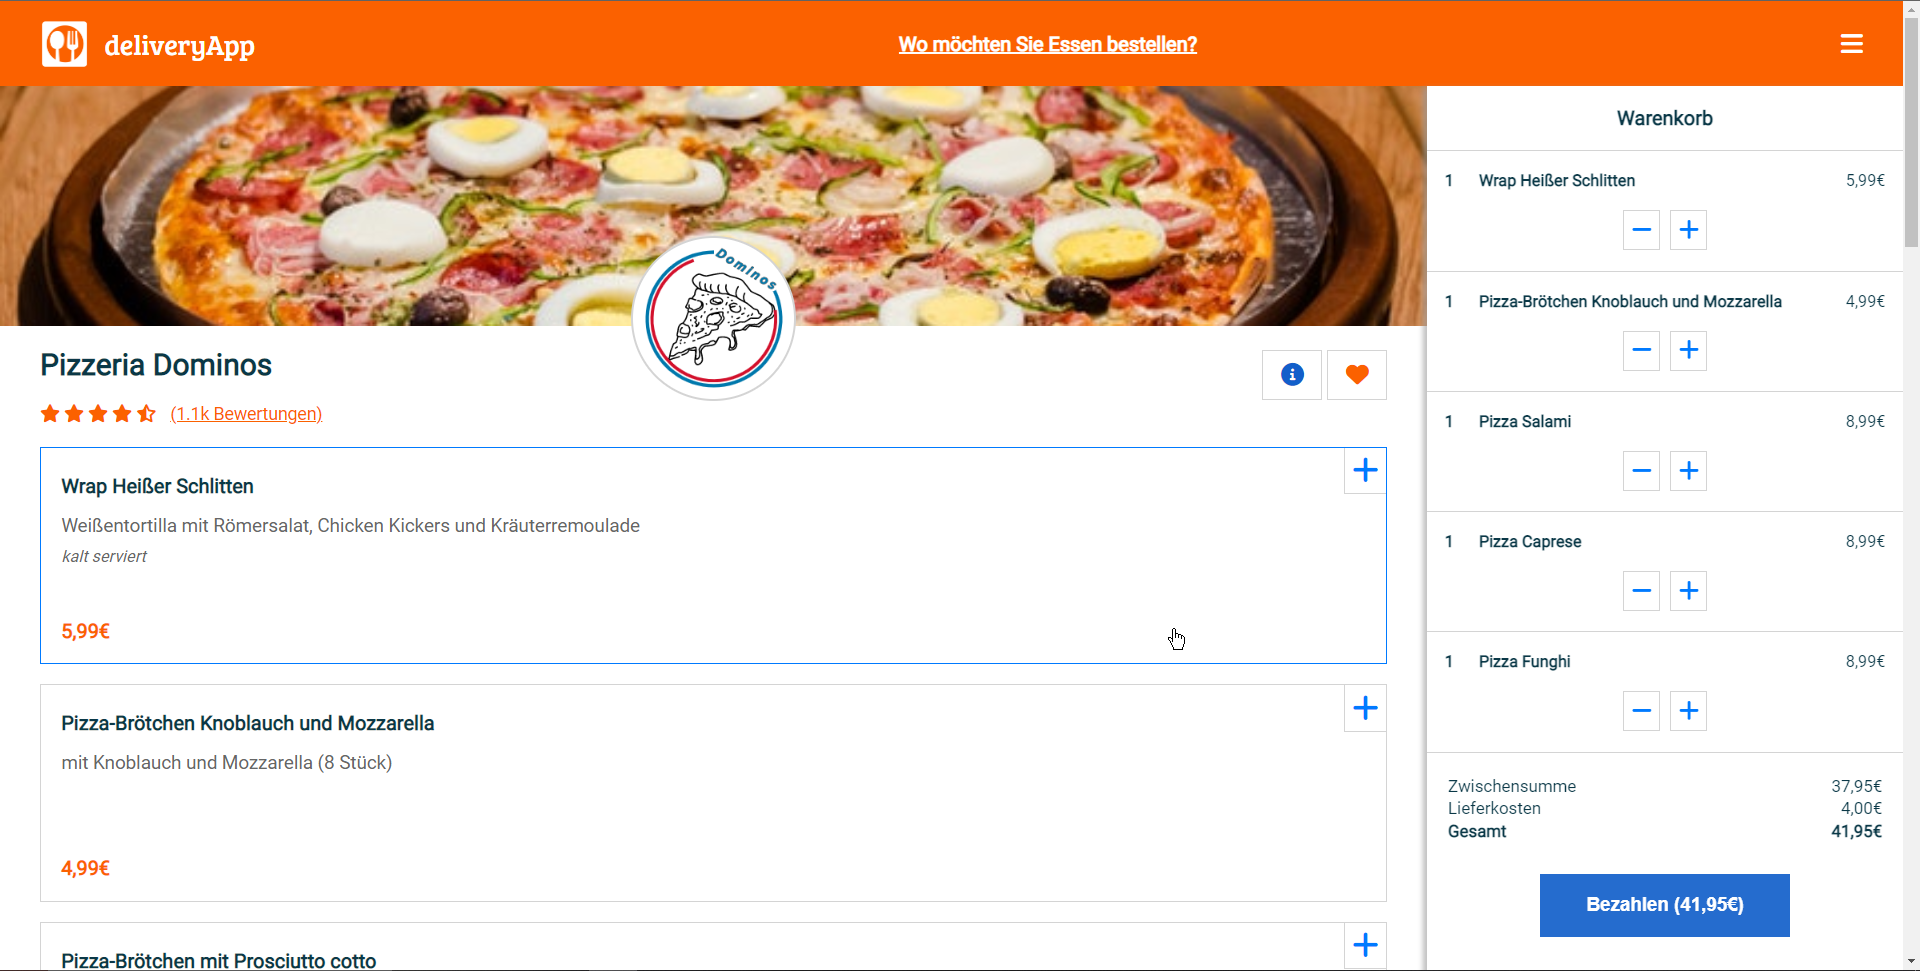 deliveryApp
Wo möchten Sie Essen bestellen?
Dominos
Pizzeria Dominos
(1.1k Bewertungen)
Wrap Heißer Schlitten
Weißentortilla mit Römersalat, Chicken Kickers und Kräuterremoulade
kalt serviert
5,99€
Pizza-Brötchen Knoblauch und Mozzarella
mit Knoblauch und Mozzarella (8 Stück)
4,99€
Pizza-Brötchen mit Prosciutto cotto
Warenkorb
1 Wrap Heißer Schlitten 5,99€
1 Pizza-Brötchen Knoblauch und Mozzarella 4,99€
1 Pizza Salami 8,99€
1 Pizza Caprese 8,99€
1 Pizza Funghi 8,99€
Zwischensumme 37,95€
Lieferkosten 4,00€
Gesamt 41,95€
Bezahlen (41,95€)